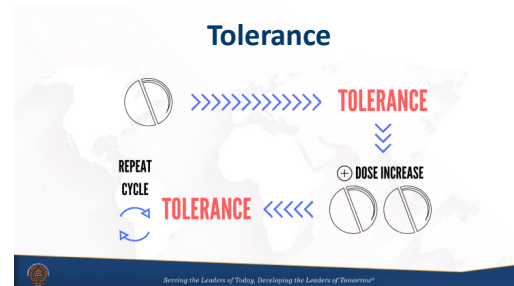 Tolerance
TOLERANCE
+ DOSE INCREASE
TOLERANCE
REPEAT
CYCLE
Serving the Leaders of Today, Developing the Leaders of Tomorrow®